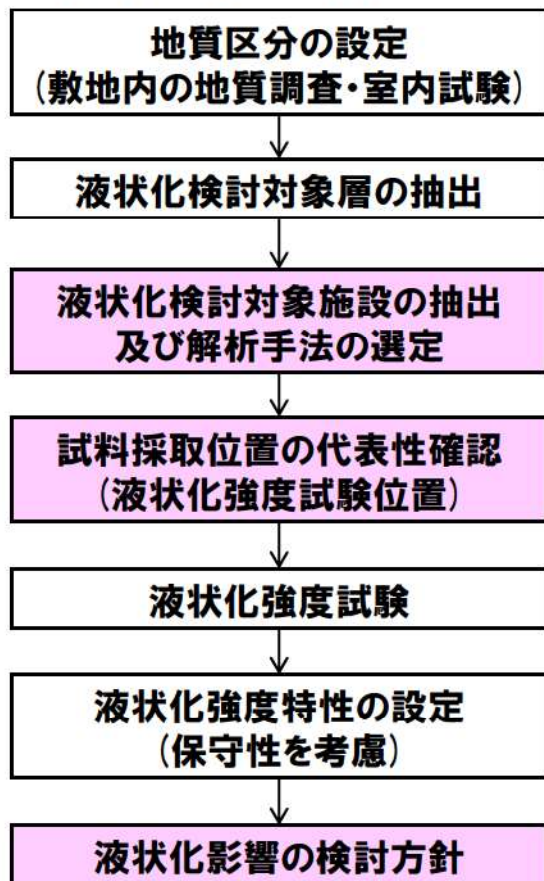 地質区分の設定
(敷地内の地質調査・室内試験)
液状化検討対象層の抽出
液状化検討対象施設の抽出
及び解析手法の選定
試料採取位置の代表性確認
(液状化強度試験位置)
液状化強度試験
液状化強度特性の設定
(保守性を考慮)
液状化影響の検討方針